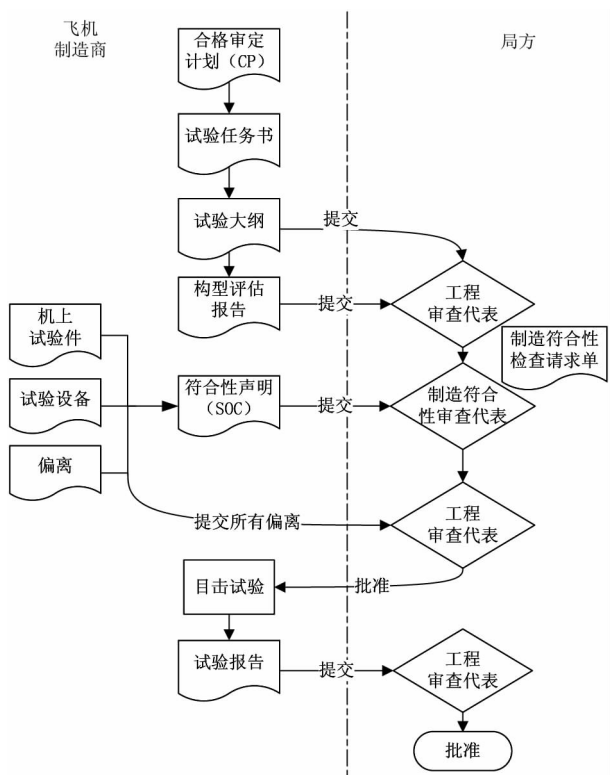 飞机
制造商
局方
合格审定
计划（CP）
试验任务书
试验大纲
提交
构型评估
报告
提交
工程
审查代表
机上
试验件
制造符合性
检查请求单
试验设备
符合性声明
（SOC）
提交
制造符合
性审查代表
偏离
提交所有偏离
工程
审查代表
目击试验
批准
试验报告
提交
工程
审查代表
批准